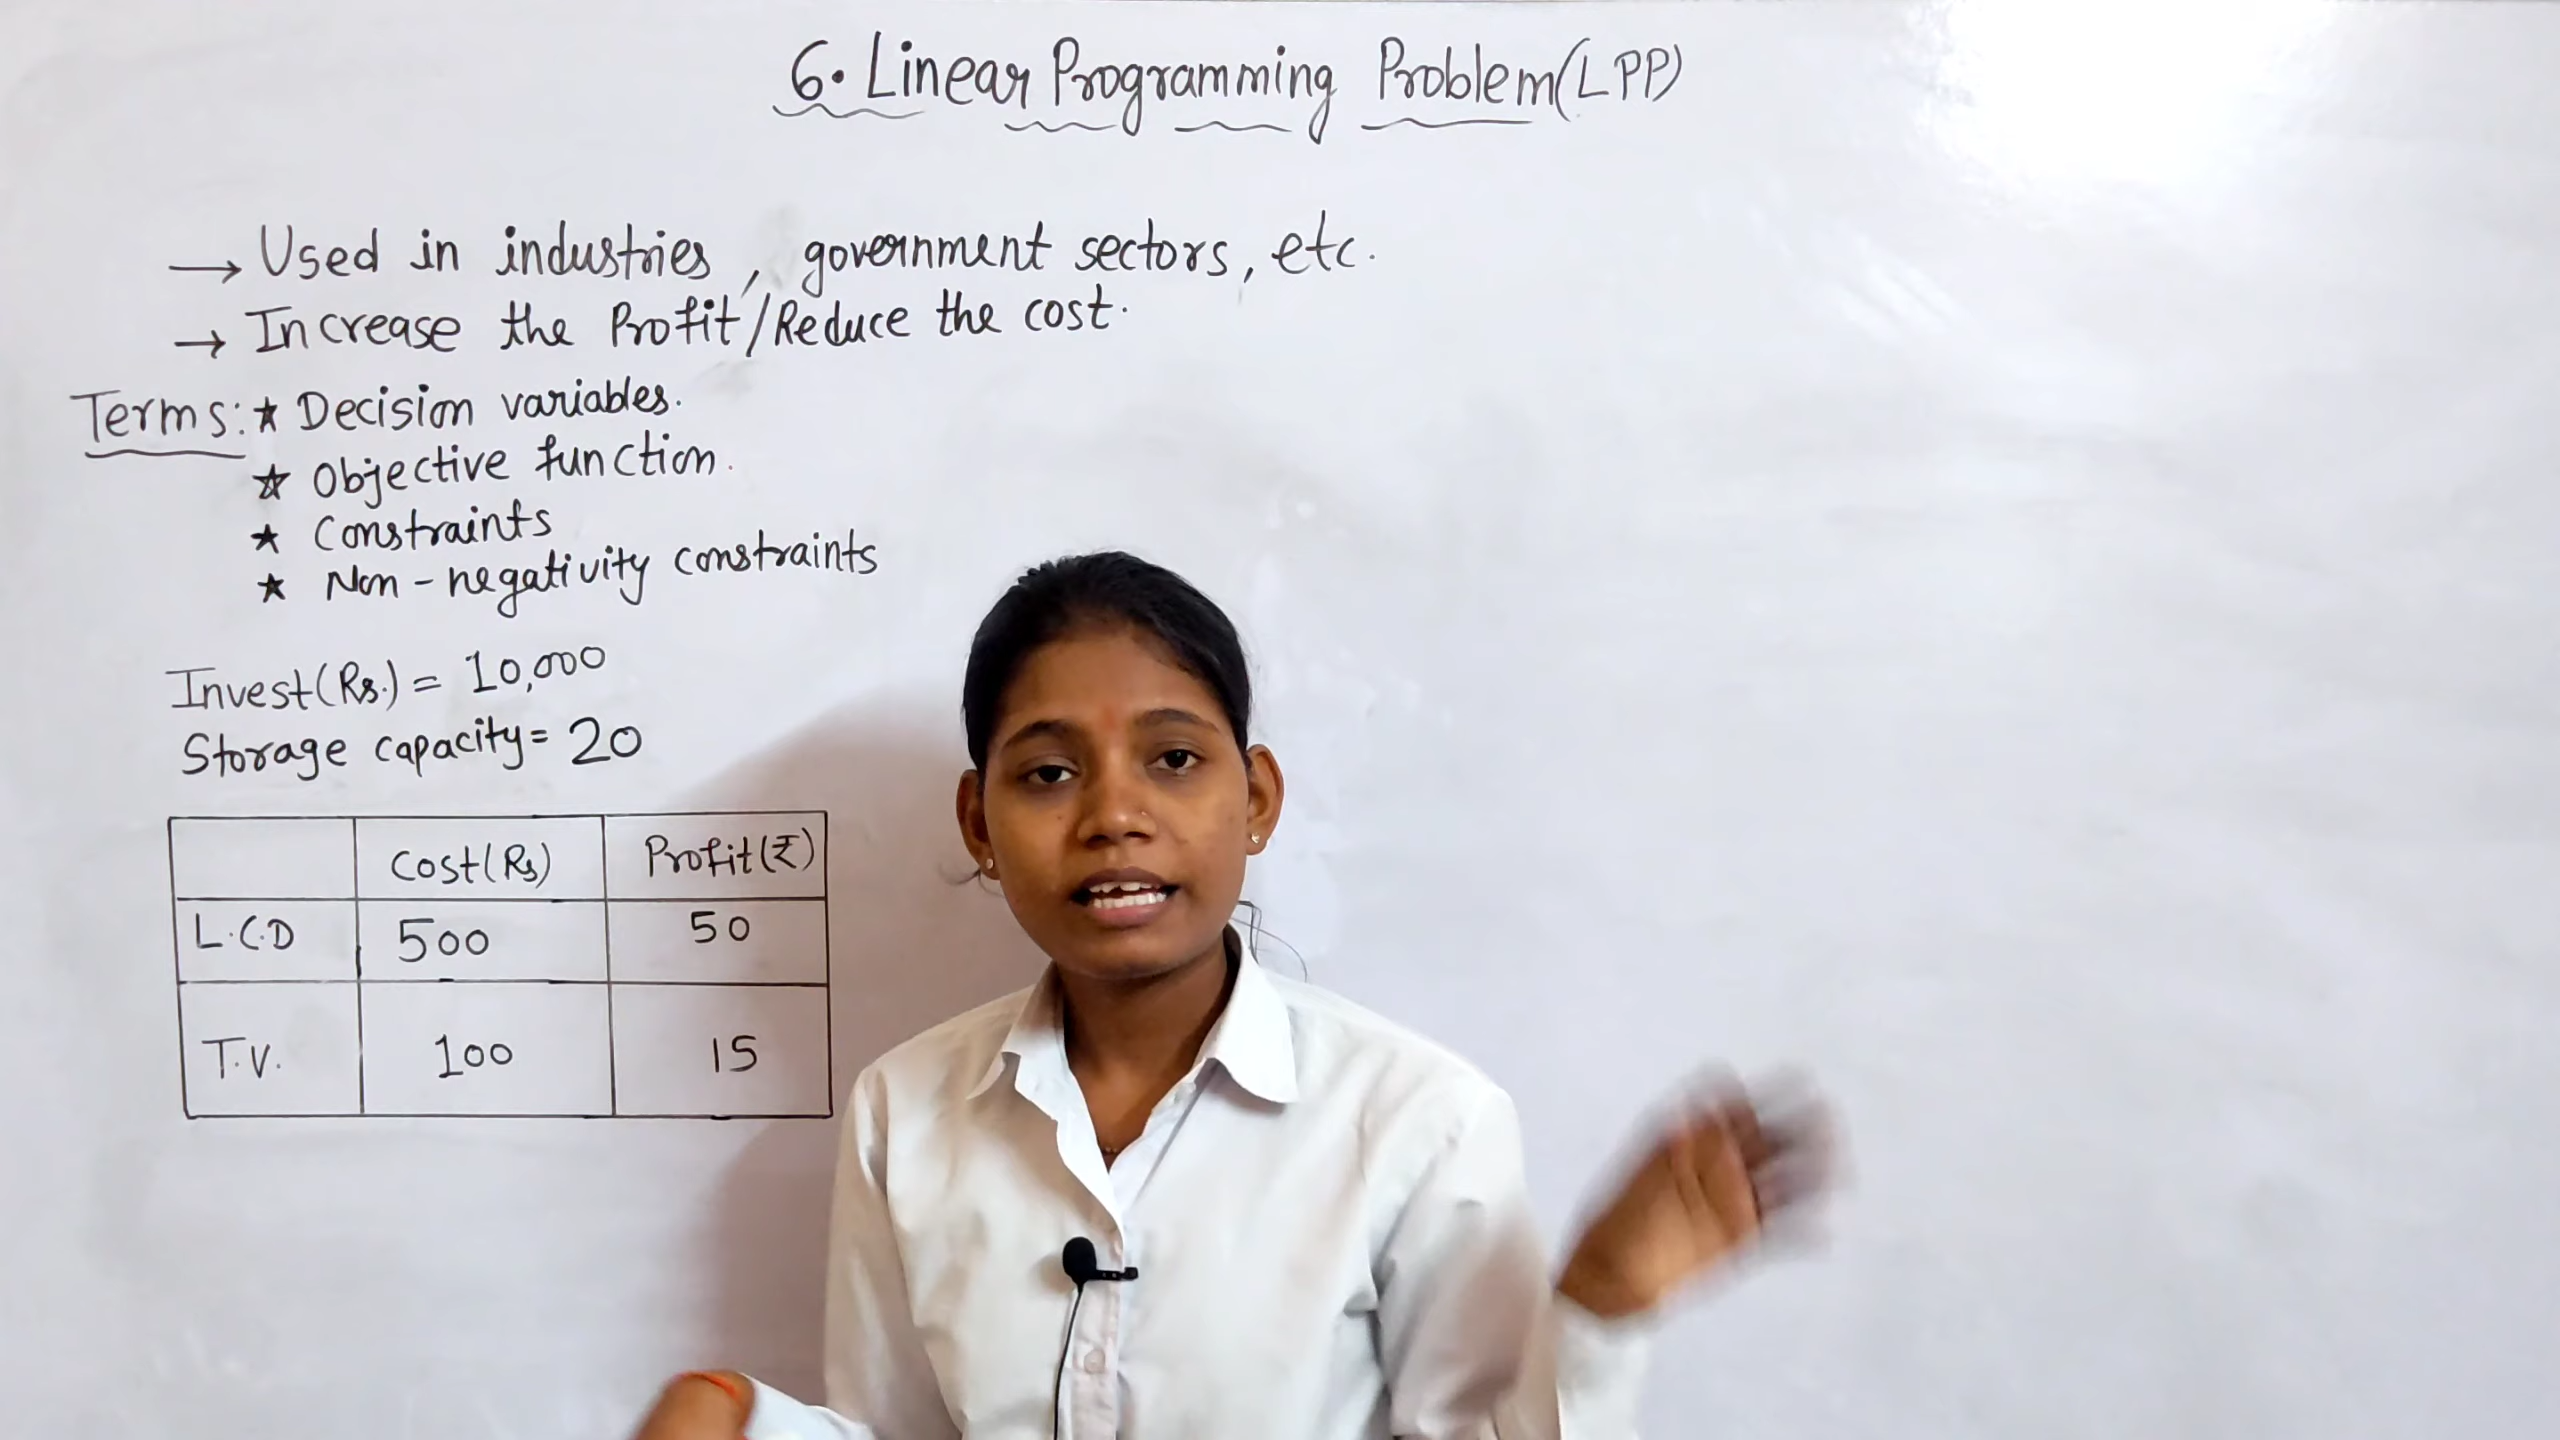 6. Linear Programming Problem (LPP)
→ Used in industries, government sectors, etc.
→ Increase the Profit/Reduce the cost.
Terms: ★ Decision variables.
★ Objective function.
★ Constraints
★ Non-negativity constraints
Invest(Rs.) = 10,000
Storage capacity = 20
Cost(Rs) Profit(₹)
L.C.D 500 50
T.V. 100 15